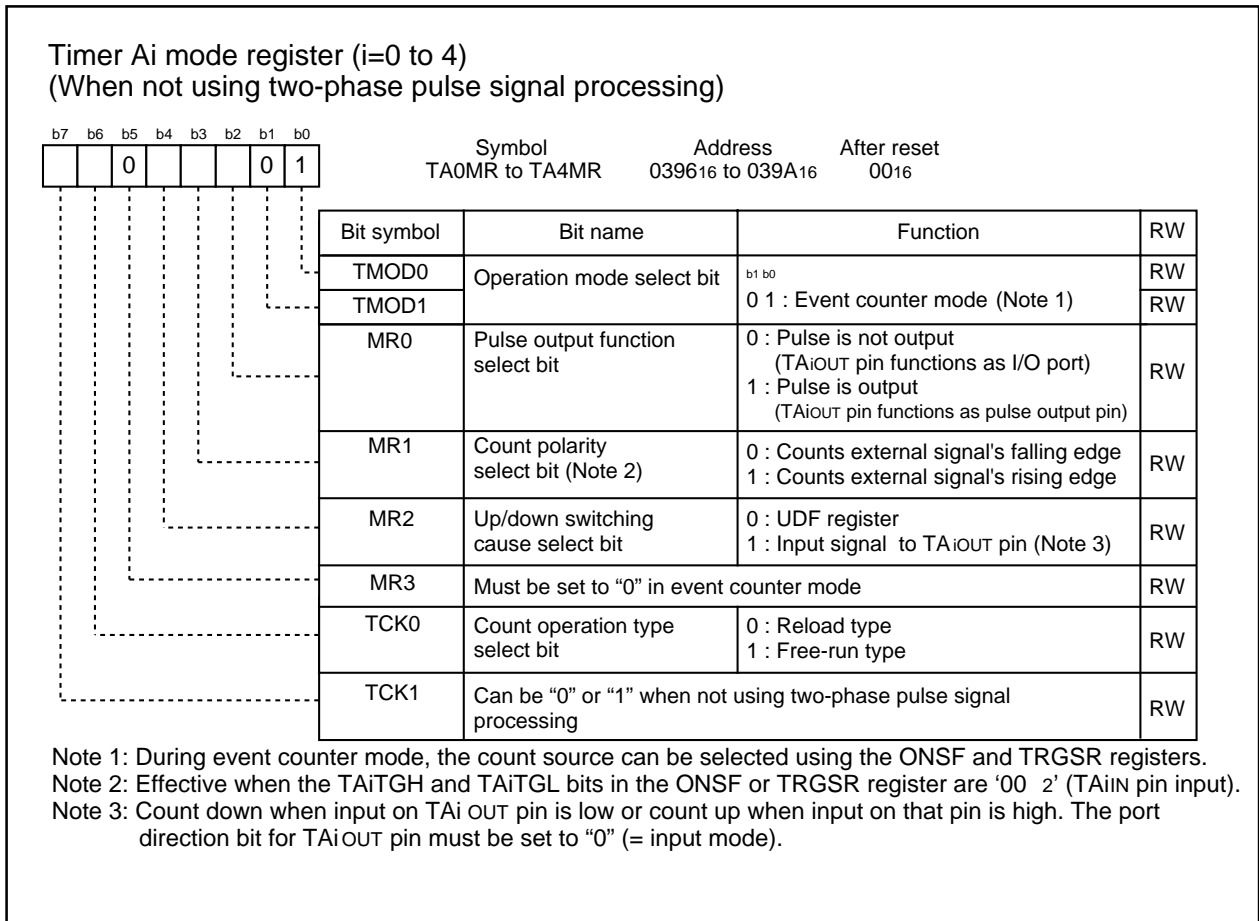 Timer Ai mode register (i=0 to 4)
(When not using two-phase pulse signal processing)
b7 b6 b5 b4 b3 b2 b1 b0
0 0 1
Symbol Address After reset
TA0MR to TA4MR 039616 to 039A16 0016
Bit symbol Bit name Function RW
TMOD0 Operation mode select bit b1 b0 RW
TMOD1 0 1 : Event counter mode (Note 1) RW
MR0 Pulse output function 0 : Pulse is not output
select bit (TAiOUT pin functions as I/O port) RW
1 : Pulse is output
(TAiOUT pin functions as pulse output pin)
MR1 Count polarity 0 : Counts external signal's falling edge RW
select bit (Note 2) 1 : Counts external signal's rising edge
MR2 Up/down switching 0 : UDF register RW
cause select bit 1 : Input signal to TAiOUT pin (Note 3)
MR3 Must be set to “0” in event counter mode RW
TCK0 Count operation type 0 : Reload type RW
select bit 1 : Free-run type
TCK1 Can be “0” or “1” when not using two-phase pulse signal RW
processing
Note 1: During event counter mode, the count source can be selected using the ONSF and TRGSR registers.
Note 2: Effective when the TAiTGH and TAiTGL bits in the ONSF or TRGSR register are ‘00 2’ (TAiIN pin input).
Note 3: Count down when input on TAi OUT pin is low or count up when input on that pin is high. The port
direction bit for TAiOUT pin must be set to “0” (= input mode).